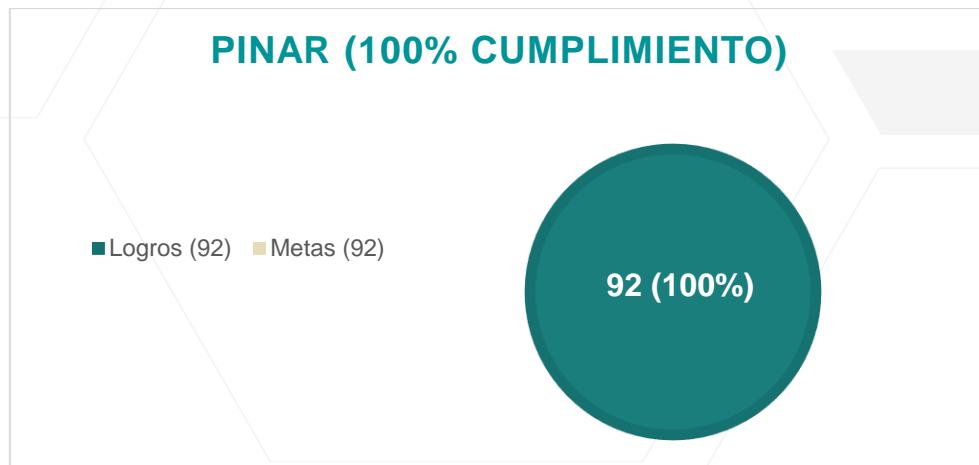 PINAR (100% CUMPLIMIENTO)
Logros (92) Metas (92)
92 (100%)